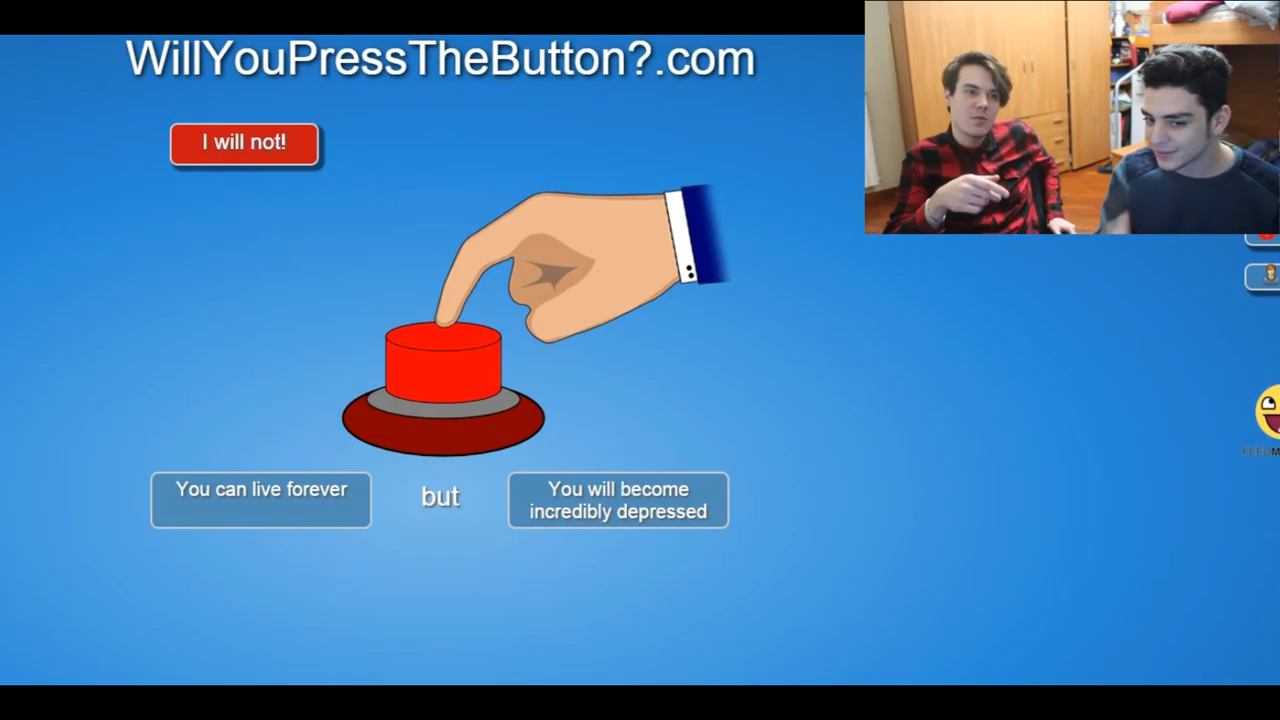 WillYouPressTheButton?.com
I will not!
You can live forever
but
You will become
incredibly depressed